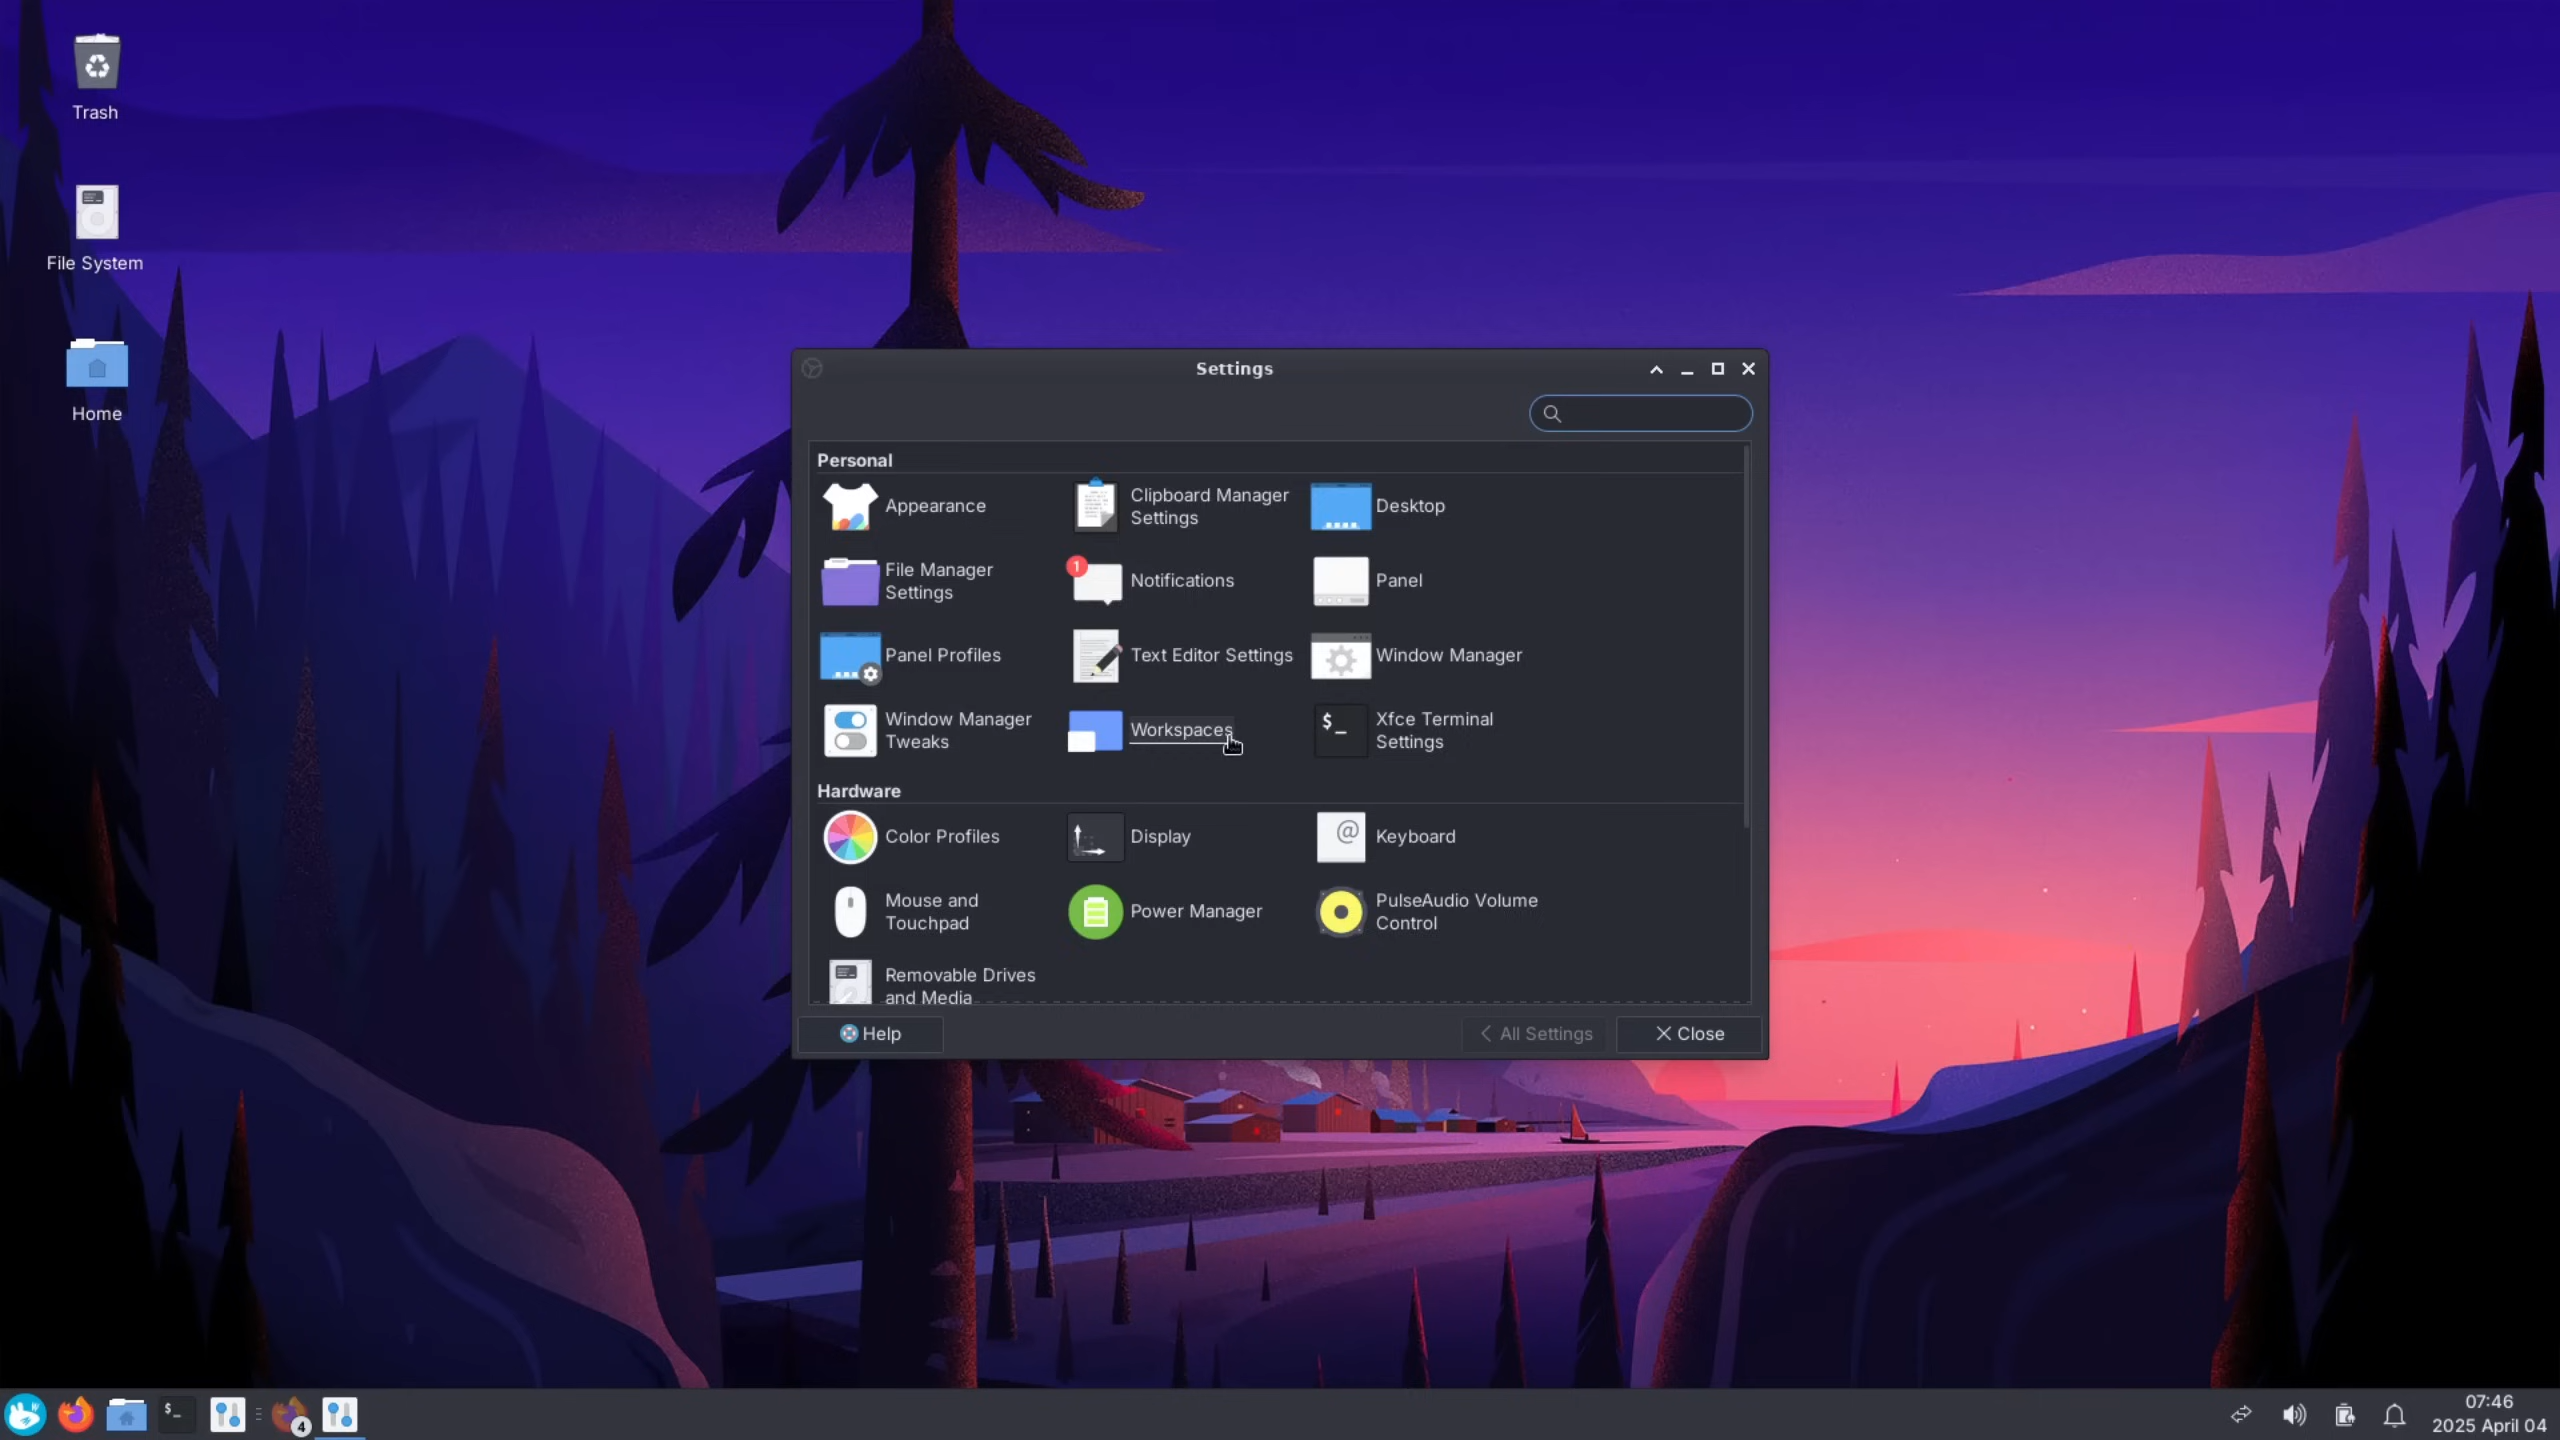 Trash
File System
Home
Settings
Personal
Appearance
Clipboard Manager
Settings
Desktop
File Manager
Settings
1
Notifications
Panel
Panel Profiles
Text Editor Settings
Window Manager
Window Manager
Tweaks
Workspaces
$_
Xfce Terminal
Settings
Hardware
Color Profiles
Display
@
Keyboard
Mouse and
Touchpad
Power Manager
PulseAudio Volume
Control
Removable Drives
and Media
Help
All Settings
Close
$_
4
07:46
2025 April 04